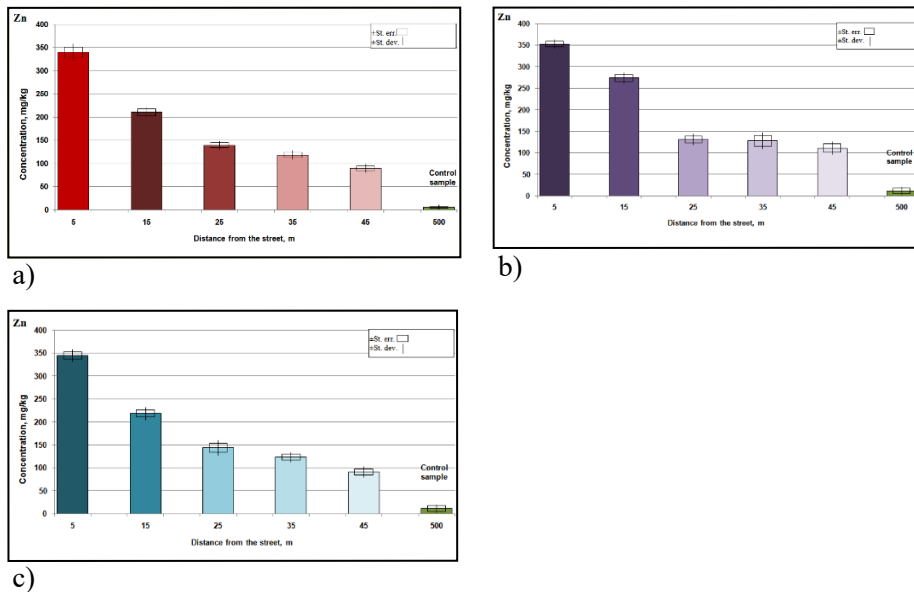 Zn
±St. err.
±St. dev.
400
350
300
250
200
150
100
50
0
Concentration, mg/kg
Control
sample
5 15 25 35 45 500
Distance from the street, m
a)
Zn
±St. err.
±St. dev.
400
350
300
250
200
150
100
50
0
Concentration, mg/kg
Control
sample
5 15 25 35 45 500
Distance from the street, m
b)
Zn
±St. err.
±St. dev.
400
350
300
250
200
150
100
50
0
Concentration, mg/kg
Control
sample
5 15 25 35 45 500
Distance from the street, m
c)